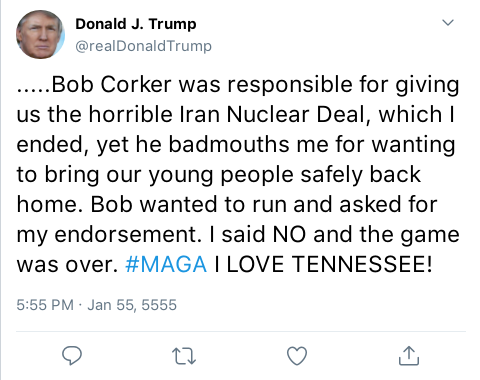 Donald J. Trump
@realDonaldTrump
.....Bob Corker was responsible for giving
us the horrible Iran Nuclear Deal, which I
ended, yet he badmouths me for wanting
to bring our young people safely back
home. Bob wanted to run and asked for
my endorsement. I said NO and the game
was over. #MAGA I LOVE TENNESSEE!
5:55 PM · Jan 55, 5555